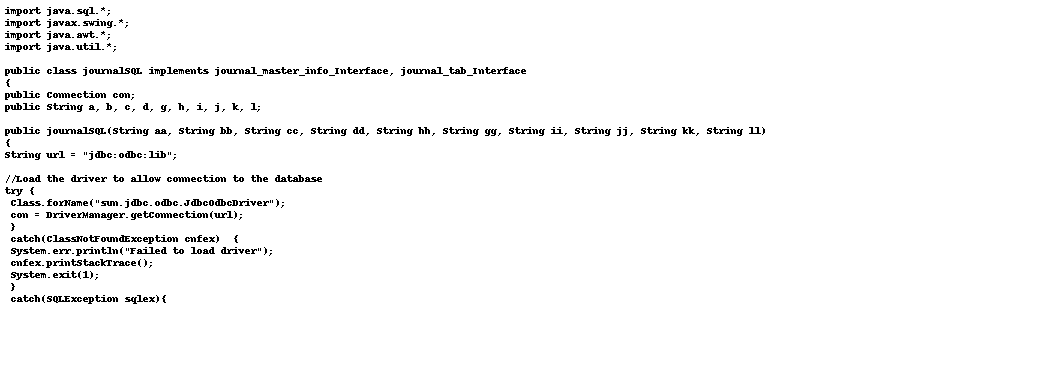 import java.sql.*;
import javax.swing.*;
import java.awt.*;
import java.util.*;
public class journalSQL implements journal_master_info_Interface, journal_tab_Interface
{
public Connection con;
public String a, b, c, d, g, h, i, j, k, l;
public journalSQL(String aa, String bb, String cc, String dd, String hh, String gg, String ii, String jj, String kk, String ll)
{
String url = "jdbc:odbc:lib";
//Load the driver to allow connection to the database
try {
Class.forName("sun.jdbc.odbc.JdbcOdbcDriver");
con = DriverManager.getConnection(url);
}
catch(ClassNotFoundException cnfex)  {
System.err.println("Failed to load driver");
cnfex.printStackTrace();
System.exit(1);
}
catch(SQLException sqlex){